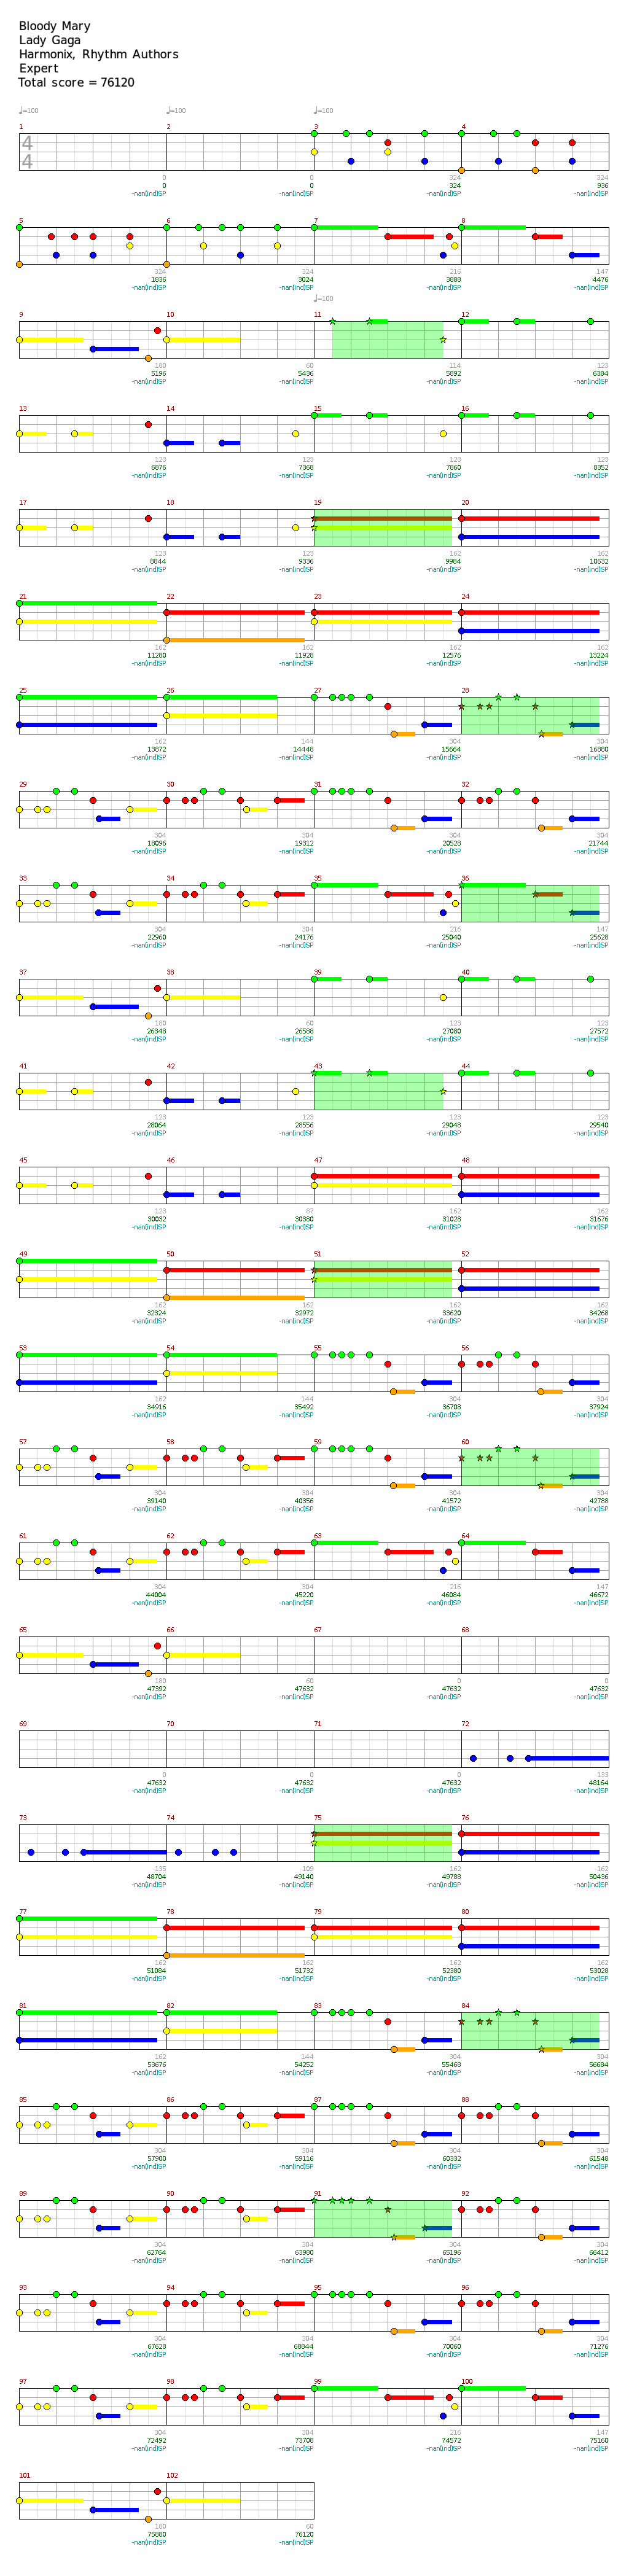 Bloody Mary
Lady Gaga
Harmonix, Rhythm Authors
Expert
Total score = 76120
♩=100 ♩=100 ♩=100
1 2 3 4
4
4
0 0 324 324
0 0 324 936
-nan(ind)SP -nan(ind)SP -nan(ind)SP -nan(ind)SP
5 6 7 8
324 324 216 147
1836 3024 3888 4476
-nan(ind)SP -nan(ind)SP -nan(ind)SP -nan(ind)SP
♩=100
9 10 11 12
180 60 114 123
5196 5436 5892 6384
-nan(ind)SP -nan(ind)SP -nan(ind)SP -nan(ind)SP
13 14 15 16
123 123 123 123
6876 7368 7860 8352
-nan(ind)SP -nan(ind)SP -nan(ind)SP -nan(ind)SP
17 18 19 20
123 123 162 162
8844 9336 9984 10632
-nan(ind)SP -nan(ind)SP -nan(ind)SP -nan(ind)SP
21 22 23 24
162 162 162 162
11280 11928 12576 13224
-nan(ind)SP -nan(ind)SP -nan(ind)SP -nan(ind)SP
25 26 27 28
162 144 304 304
13872 14448 15664 16880
-nan(ind)SP -nan(ind)SP -nan(ind)SP -nan(ind)SP
29 30 31 32
304 304 304 304
18096 19312 20528 21744
-nan(ind)SP -nan(ind)SP -nan(ind)SP -nan(ind)SP
33 34 35 36
304 304 216 147
22960 24176 25040 25628
-nan(ind)SP -nan(ind)SP -nan(ind)SP -nan(ind)SP
37 38 39 40
180 60 123 123
26348 26588 27080 27572
-nan(ind)SP -nan(ind)SP -nan(ind)SP -nan(ind)SP
41 42 43 44
123 123 123 123
28064 28556 29048 29540
-nan(ind)SP -nan(ind)SP -nan(ind)SP -nan(ind)SP
45 46 47 48
123 87 162 162
30032 30380 31028 31676
-nan(ind)SP -nan(ind)SP -nan(ind)SP -nan(ind)SP
49 50 51 52
162 162 162 162
32324 32972 33620 34268
-nan(ind)SP -nan(ind)SP -nan(ind)SP -nan(ind)SP
53 54 55 56
162 144 304 304
34916 35492 36708 37924
-nan(ind)SP -nan(ind)SP -nan(ind)SP -nan(ind)SP
57 58 59 60
304 304 304 304
39140 40356 41572 42788
-nan(ind)SP -nan(ind)SP -nan(ind)SP -nan(ind)SP
61 62 63 64
304 304 216 147
44004 45220 46084 46672
-nan(ind)SP -nan(ind)SP -nan(ind)SP -nan(ind)SP
65 66 67 68
180 60 0 0
47392 47632 47632 47632
-nan(ind)SP -nan(ind)SP -nan(ind)SP -nan(ind)SP
69 70 71 72
0 0 0 133
47632 47632 47632 48164
-nan(ind)SP -nan(ind)SP -nan(ind)SP -nan(ind)SP
73 74 75 76
135 109 162 162
48704 49140 49788 50436
-nan(ind)SP -nan(ind)SP -nan(ind)SP -nan(ind)SP
77 78 79 80
162 162 162 162
51084 51732 52380 53028
-nan(ind)SP -nan(ind)SP -nan(ind)SP -nan(ind)SP
81 82 83 84
162 144 304 304
53676 54252 55468 56684
-nan(ind)SP -nan(ind)SP -nan(ind)SP -nan(ind)SP
85 86 87 88
304 304 304 304
57900 59116 60332 61548
-nan(ind)SP -nan(ind)SP -nan(ind)SP -nan(ind)SP
89 90 91 92
304 304 304 304
62764 63980 65196 66412
-nan(ind)SP -nan(ind)SP -nan(ind)SP -nan(ind)SP
93 94 95 96
304 304 304 304
67628 68844 70060 71276
-nan(ind)SP -nan(ind)SP -nan(ind)SP -nan(ind)SP
97 98 99 100
304 304 216 147
72492 73708 74572 75160
-nan(ind)SP -nan(ind)SP -nan(ind)SP -nan(ind)SP
101 102
180 60
75880 76120
-nan(ind)SP -nan(ind)SP